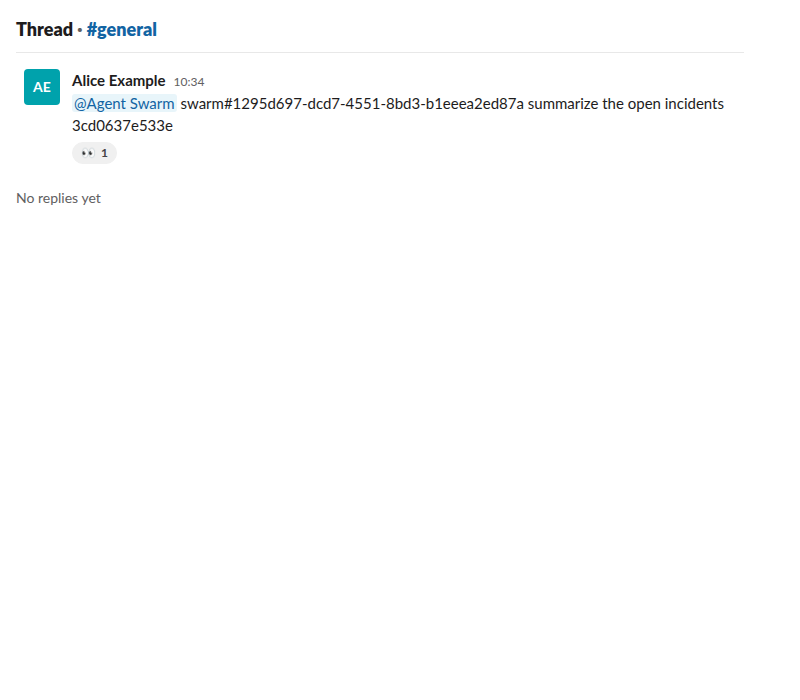 Thread • #general
AE
Alice Example 10:34
@Agent Swarm swarm#1295d697-dcd7-4551-8bd3-b1eeea2ed87a summarize the open incidents
3cd0637e533e
👀 1
No replies yet